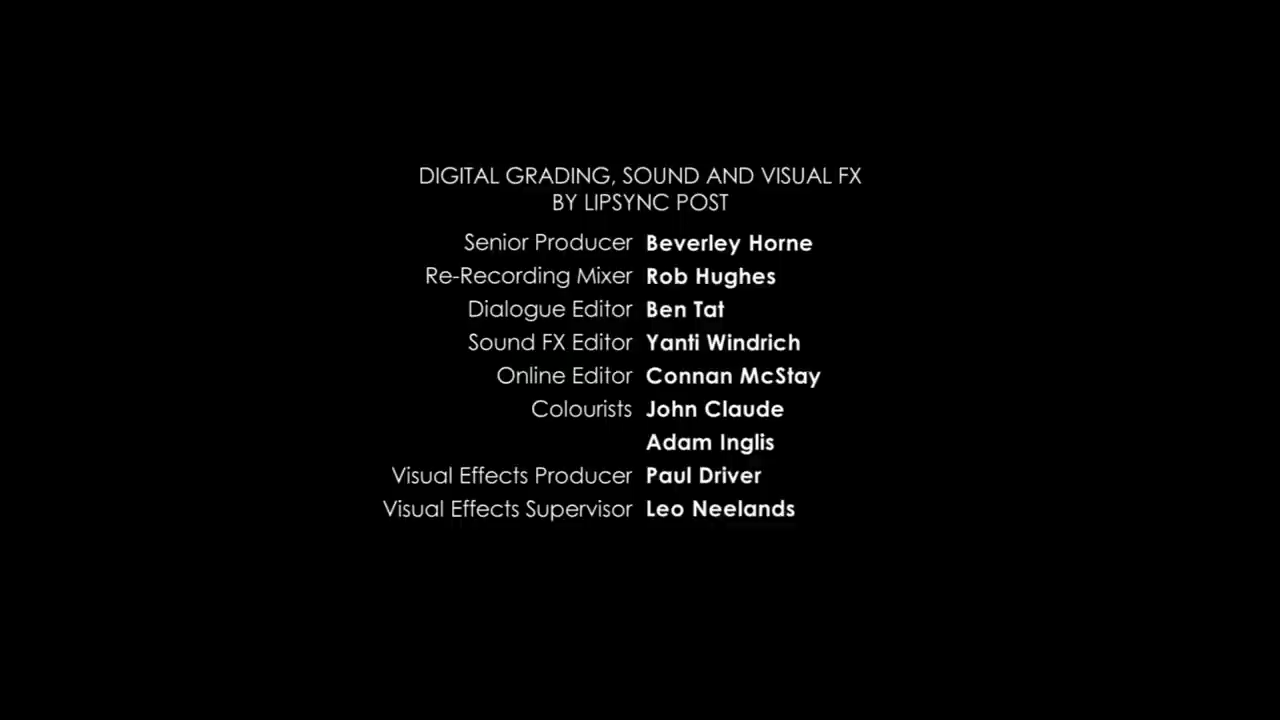 DIGITAL GRADING, SOUND AND VISUAL FX
BY LIPSYNC POST
Senior Producer Beverley Horne
Re-Recording Mixer Rob Hughes
Dialogue Editor Ben Tat
Sound FX Editor Yanti Windrich
Online Editor Connan McStay
Colourists John Claude
Adam Inglis
Visual Effects Producer Paul Driver
Visual Effects Supervisor Leo Neelands